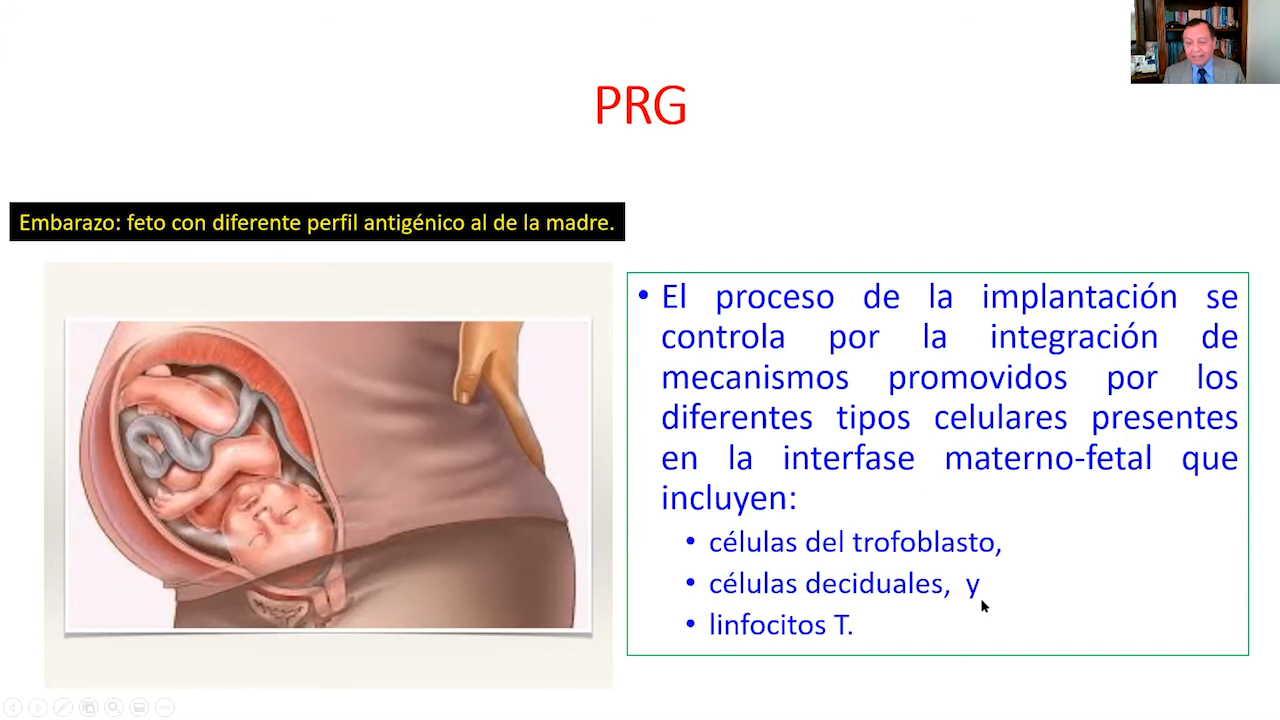 PRG
Embarazo: feto con diferente perfil antigénico al de la madre.
• El proceso de la implantación se
controla por la integración de
mecanismos promovidos por los
diferentes tipos celulares presentes
en la interfase materno-fetal que
incluyen:
• células del trofoblasto,
• células deciduales, y
• linfocitos T.